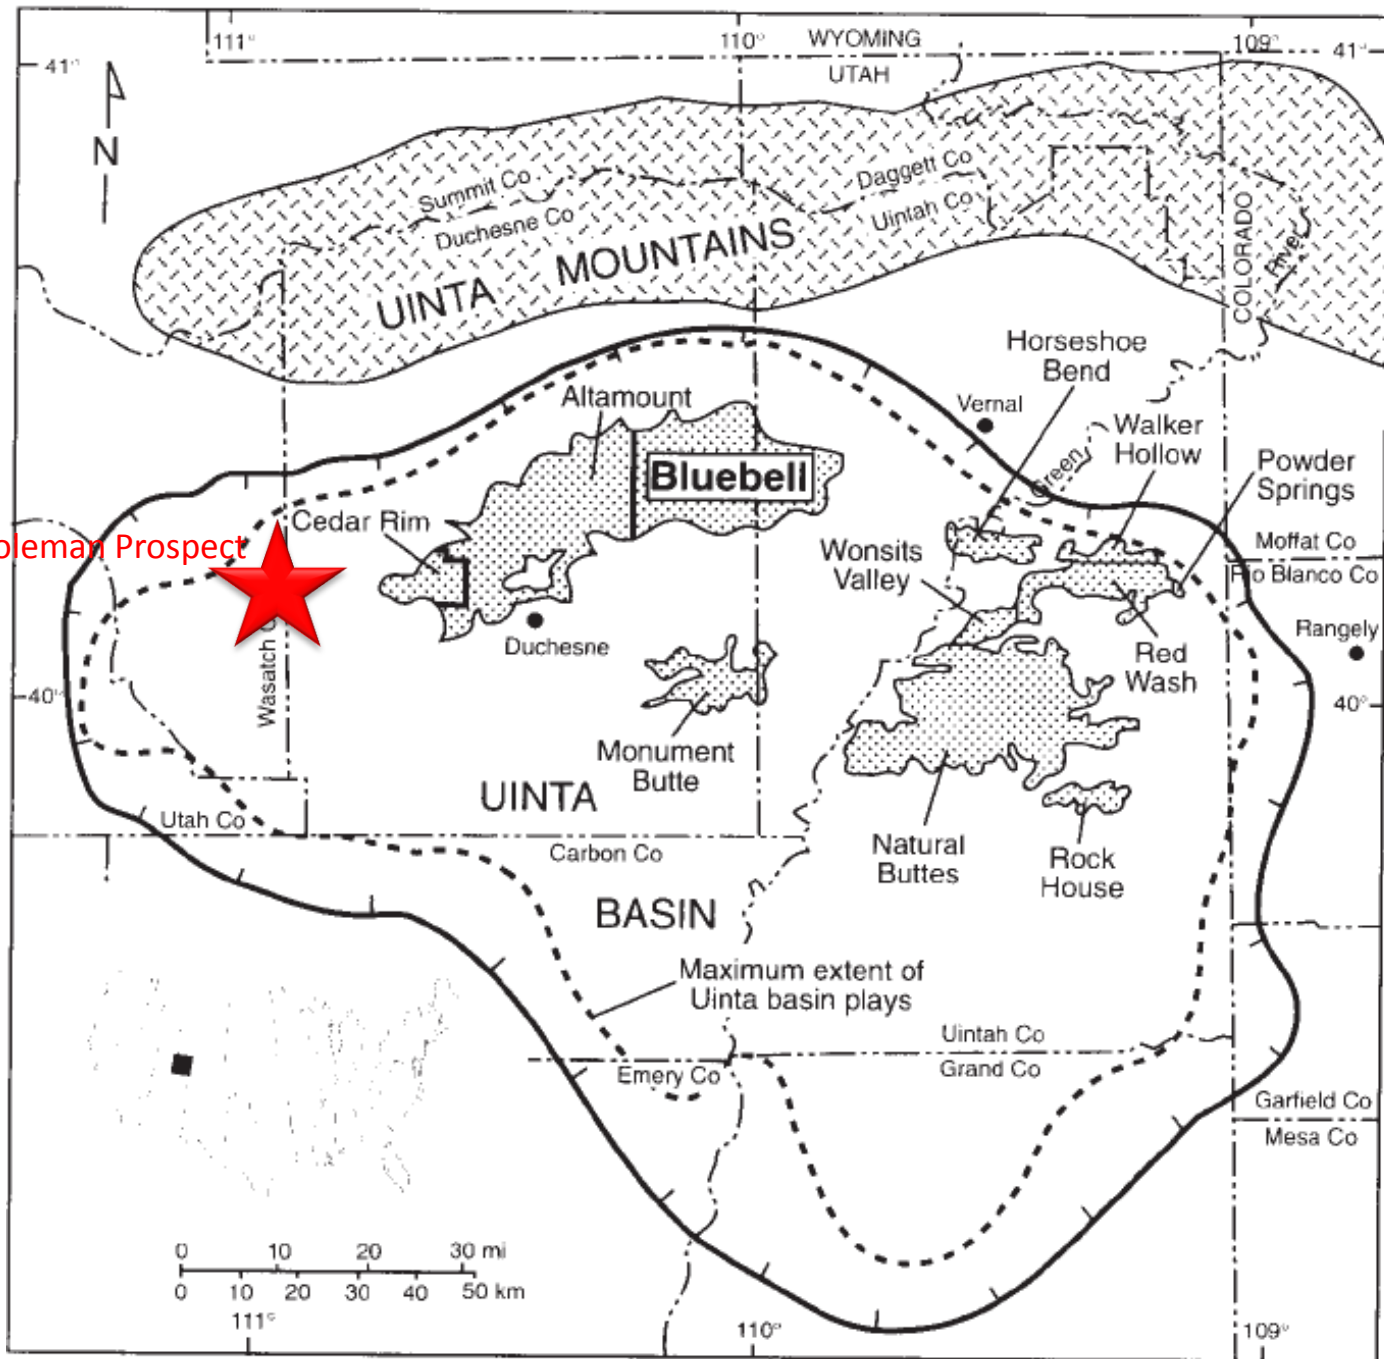 111°
110°
109°
WYOMING
41°
41°
UTAH
N
Summit Co
Daggett Co
Duchesne Co
Uintah Co
UINTA MOUNTAINS
COLORADO
River
Horseshoe
Bend
Altamount
Vernal
Walker
Hollow
Green
Bluebell
Powder
Springs
Cedar Rim
oleman Prospect
Wonsits
Valley
Moffat Co
Rio Blanco Co
Duchesne
Wasatch C
Red
Wash
Rangely
40°
40°
Monument
Butte
UINTA
Utah Co
Carbon Co
Natural
Buttes
Rock
House
BASIN
Maximum extent of
Uinta basin plays
Uintah Co
Emery Co
Grand Co
Garfield Co
Mesa Co
0 10 20 30 mi
0 10 20 30 40 50 km
111°
110°
109°